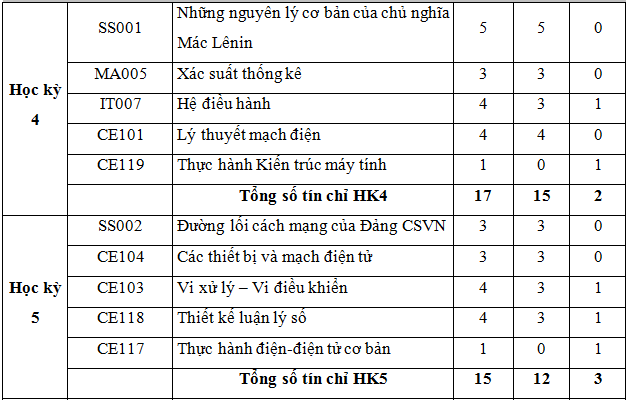 Học kỳ 4
SS001 Những nguyên lý cơ bản của chủ nghĩa Mác Lênin 5 5 0
MA005 Xác suất thống kê 3 3 0
IT007 Hệ điều hành 4 3 1
CE101 Lý thuyết mạch điện 4 4 0
CE119 Thực hành Kiến trúc máy tính 1 0 1
Tổng số tín chỉ HK4 17 15 2
Học kỳ 5
SS002 Đường lối cách mạng của Đảng CSVN 3 3 0
CE104 Các thiết bị và mạch điện tử 3 3 0
CE103 Vi xử lý – Vi điều khiển 4 3 1
CE118 Thiết kế luận lý số 4 3 1
CE117 Thực hành điện-điện tử cơ bản 1 0 1
Tổng số tín chỉ HK5 15 12 3